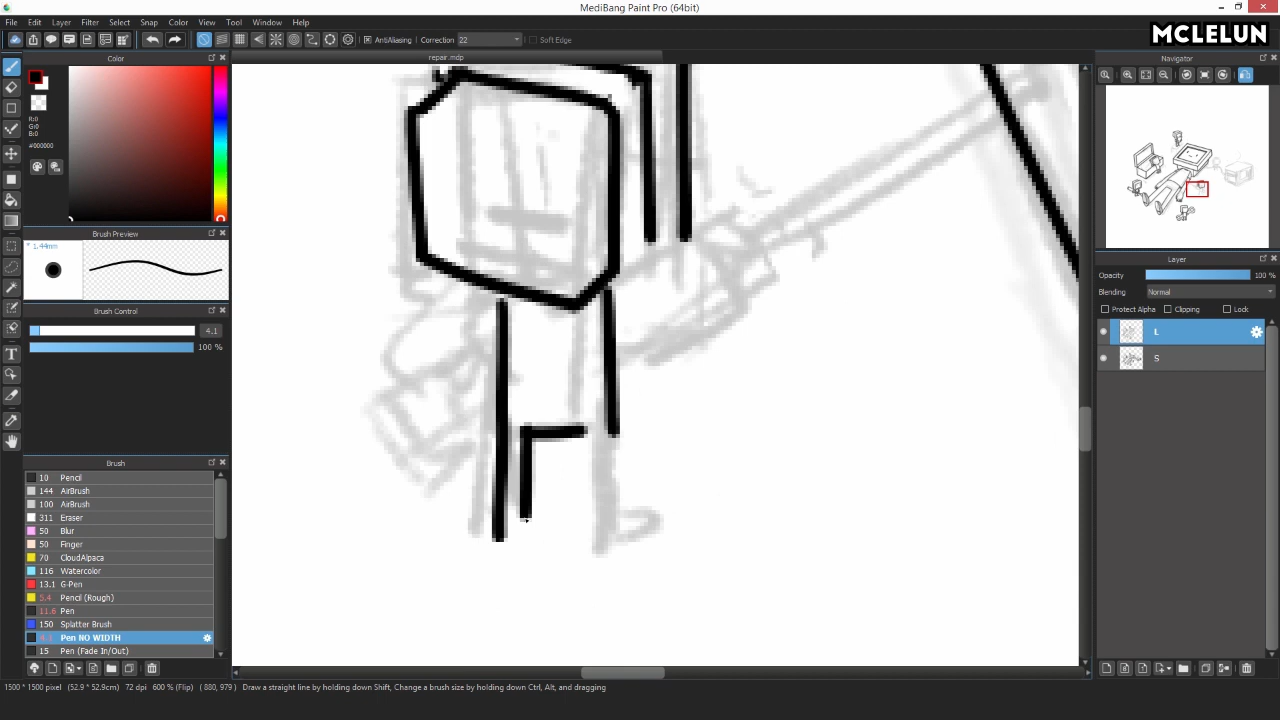 MediBang Paint Pro (64bit)
File Edit Layer Filter Select Snap Color View Tool Window Help
MCLELUN
AntiAliasing Correction 22 Soft Edge
Color repair.mdp Navigator
R:0
G:0
B:0
#000000
Brush Preview
* 1.44mm
Layer
Opacity 100 %
Blending Normal
Protect Alpha Clipping Lock
Brush Control
4.1
100 %
L
S
Brush
10 Pencil
144 AirBrush
100 AirBrush
311 Eraser
50 Blur
50 Finger
70 CloudAlpaca
116 Watercolor
13.1 G-Pen
5.4 Pencil (Rough)
11.6 Pen
150 Splatter Brush
4.1 Pen NO WIDTH
15 Pen (Fade In/Out)
1500 * 1500 pixel (52.9 * 52.9cm) 72 dpi 600 % (Flip) ( 880, 979 ) Draw a straight line by holding down Shift, Change a brush size by holding down Ctrl, Alt, and dragging